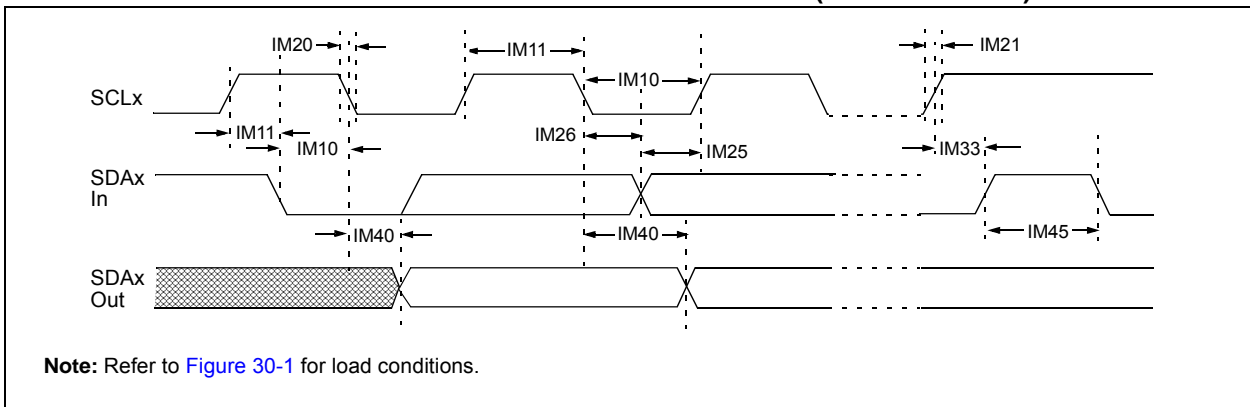 IM20
IM11
IM21
IM10
SCLx
IM11
IM26
IM10
IM25
IM33
SDAx
In
IM40
IM40
IM45
SDAx
Out
Note: Refer to Figure 30-1 for load conditions.